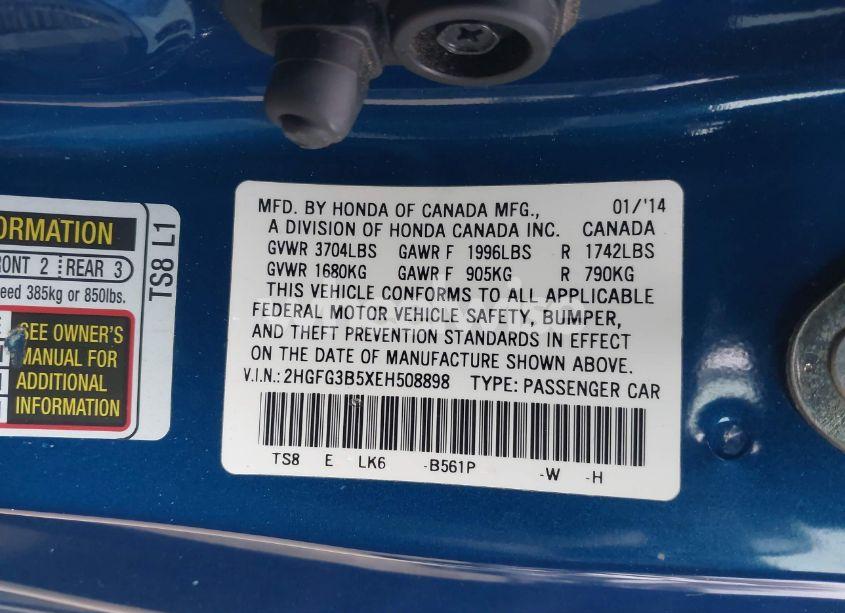 ORMATION
RONT 2 REAR 3
eed 385kg or 850lbs.
SEE OWNER'S
MANUAL FOR
ADDITIONAL
INFORMATION
TS8 L1
MFD. BY HONDA OF CANADA MFG., 01/'14
A DIVISION OF HONDA CANADA INC. CANADA
GVWR 3704LBS GAWR F 1996LBS R 1742LBS
GVWR 1680KG GAWR F 905KG R 790KG
THIS VEHICLE CONFORMS TO ALL APPLICABLE
FEDERAL MOTOR VEHICLE SAFETY, BUMPER,
AND THEFT PREVENTION STANDARDS IN EFFECT
ON THE DATE OF MANUFACTURE SHOWN ABOVE.
V.I.N.: 2HGFG3B5XEH508898 TYPE: PASSENGER CAR
TS8 E LK6 -B561P -W -H